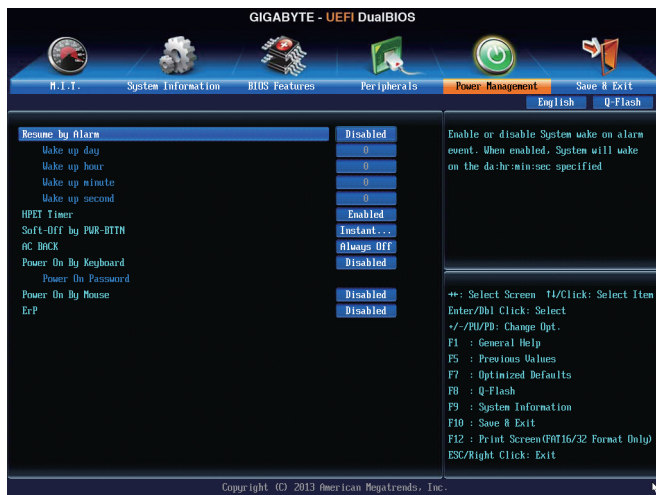 GIGABYTE - UEFI DualBIOS
M.I.T. System Information BIOS Features Peripherals Power Management Save & Exit
English Q-Flash
Resume by Alarm Disabled
Wake up day 0
Wake up hour 0
Wake up minute 0
Wake up second 0
HPET Timer Enabled
Soft-Off by PWR-BTTN Instant...
AC BACK Always Off
Power On By Keyboard Disabled
Power On Password
Power On By Mouse Disabled
ErP Disabled
Enable or disable System wake on alarm
event. When enabled, System will wake
on the da:hr:min:sec specified
→←: Select Screen ↑↓/Click: Select Item
Enter/Dbl Click: Select
+/-/PU/PD: Change Opt.
F1 : General Help
F5 : Previous Values
F7 : Optimized Defaults
F8 : Q-Flash
F9 : System Information
F10 : Save & Exit
F12 : Print Screen(FAT16/32 Format Only)
ESC/Right Click: Exit
Copyright (C) 2013 American Megatrends, Inc.